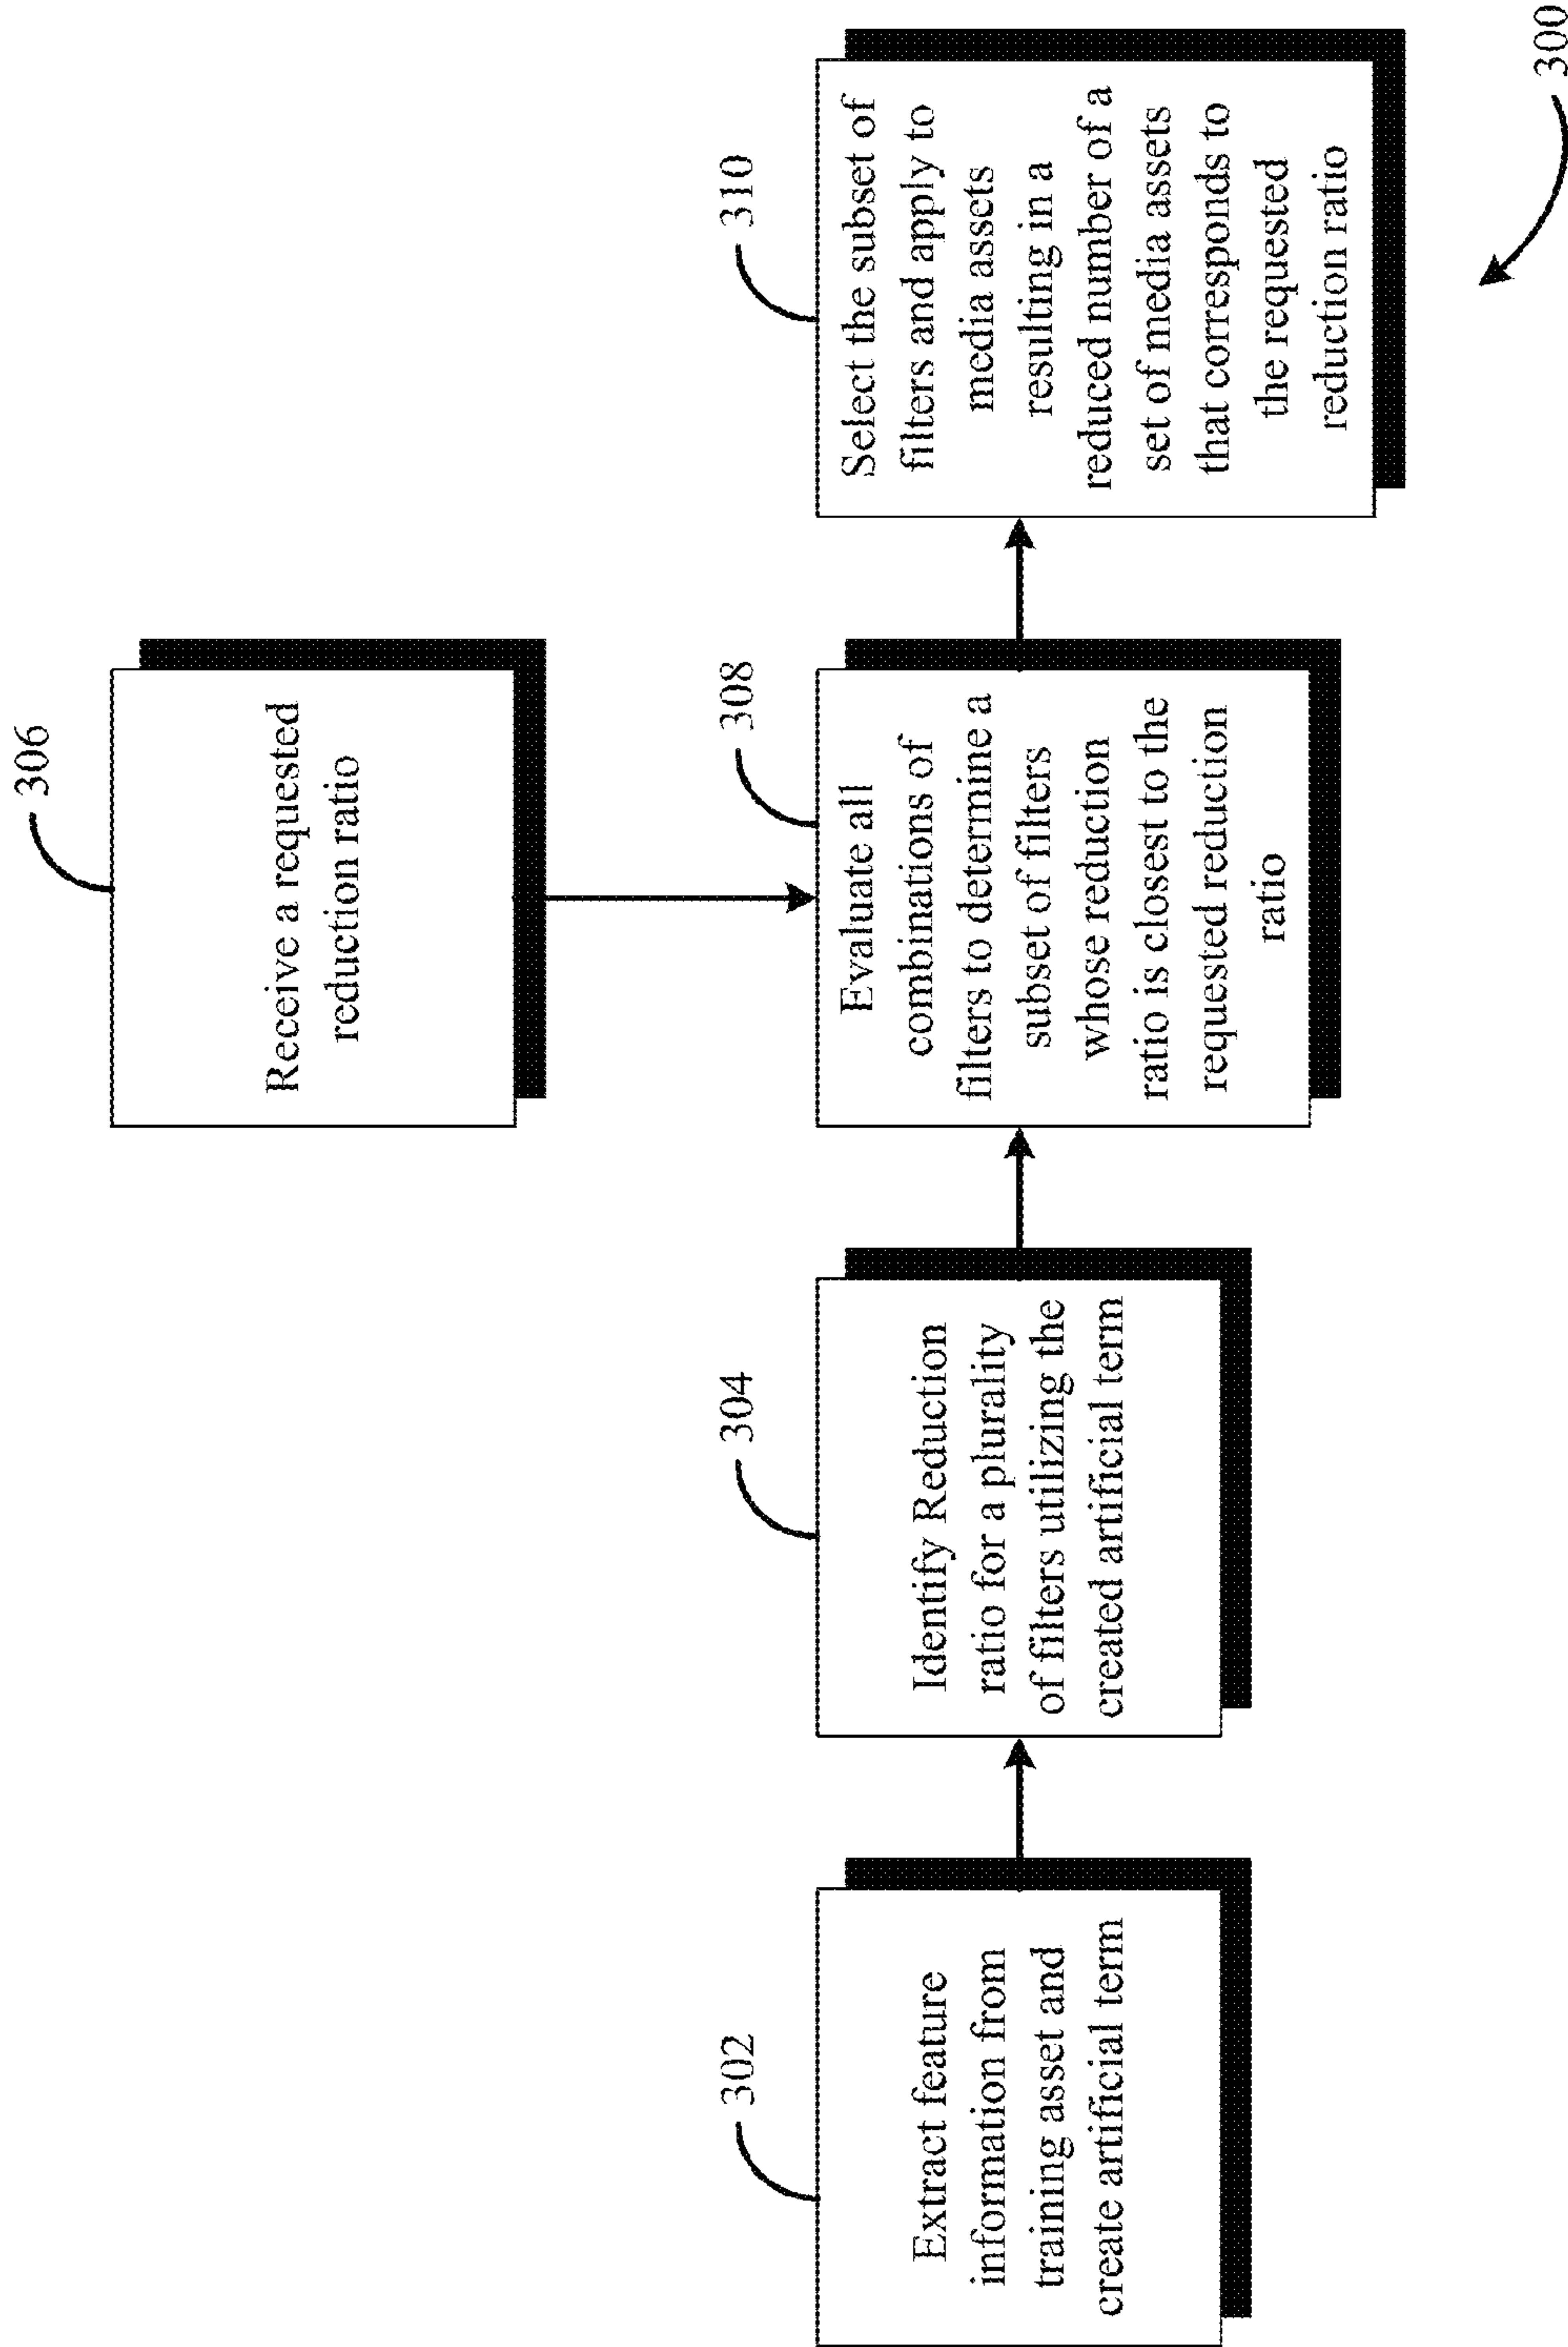 306
Receive a requested
reduction ratio
302
Extract feature
information from
training asset and
create artificial term
304
Identify Reduction
ratio for a plurality
of filters utilizing the
created artificial term
308
Evaluate all
combinations of
filters to determine a
subset of filters
whose reduction
ratio is closest to the
requested reduction
ratio
310
Select the subset of
filters and apply to
media assets
resulting in a
reduced number of a
set of media assets
that corresponds to
the requested
reduction ratio
300